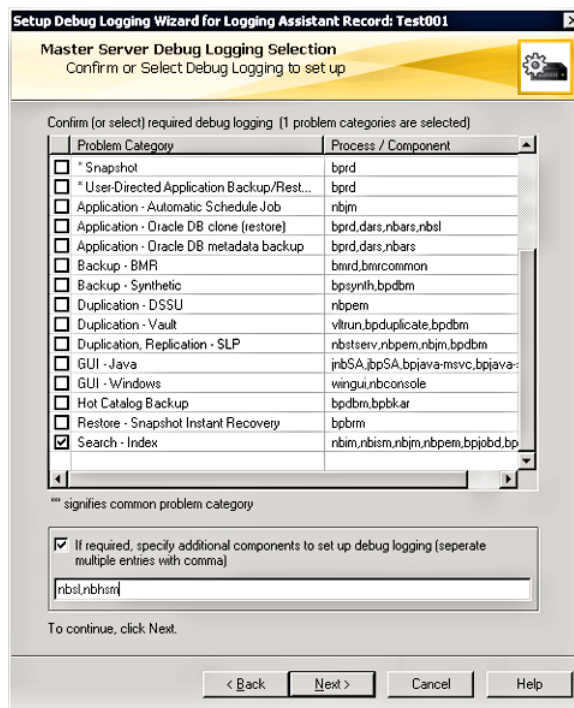 Setup Debug Logging Wizard for Logging Assistant Record: Test001
Master Server Debug Logging Selection
Confirm or Select Debug Logging to set up
Confirm (or select) required debug logging (1 problem categories are selected)
Problem Category Process / Component
* Snapshot bprd
* User-Directed Application Backup/Rest... bprd
Application - Automatic Schedule Job nbjm
Application - Oracle DB clone (restore) bprd,dars,nbars,nbsl
Application - Oracle DB metadata backup bprd,dars,nbars
Backup - BMR bmrd,bmrcommon
Backup - Synthetic bpsynth,bpdbm
Duplication - DSSU nbpem
Duplication - Vault vltrun,bpduplicate,bpdbm
Duplication, Replication - SLP nbstserv,nbpem,nbjm,bpdbm
GUI - Java jnbSA,jbpSA,bpjava-msvc,bpjava-
GUI - Windows wingui,nbconsole
Hot Catalog Backup bpdbm,bpbkar
Restore - Snapshot Instant Recovery bpbrm
Search - Index nbim,nbism,nbjm,nbpem,bpjobd,bp
"*" signifies common problem category
If required, specify additional components to set up debug logging (seperate
multiple entries with comma)
nbsl,nbhsm
To continue, click Next.
< Back Next > Cancel Help